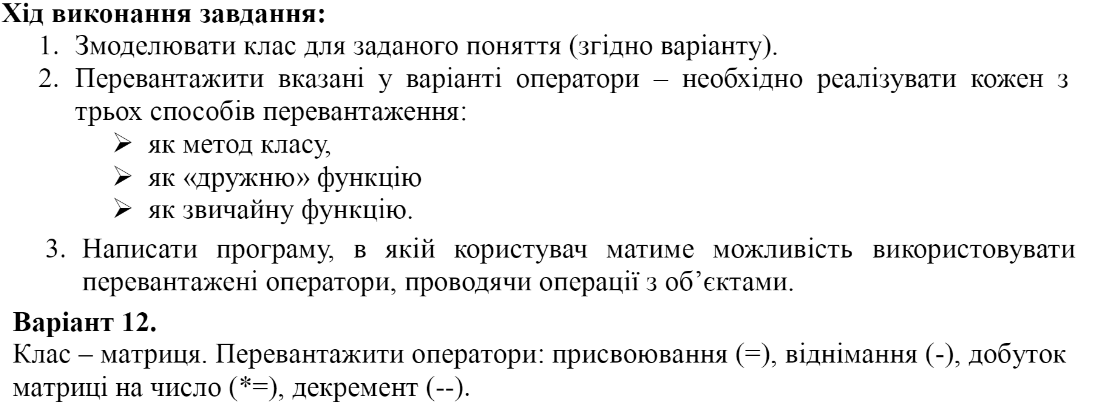 Хід виконання завдання:
1. Змоделювати клас для заданого поняття (згідно варіанту).
2. Перевантажити вказані у варіанті оператори – необхідно реалізувати кожен з
трьох способів перевантаження:
➢ як метод класу,
➢ як «дружню» функцію
➢ як звичайну функцію.
3. Написати програму, в якій користувач матиме можливість використовувати
перевантажені оператори, проводячи операції з об’єктами.
Варіант 12.
Клас – матриця. Перевантажити оператори: присвоювання (=), віднімання (-), добуток
матриці на число (*=), декремент (--).